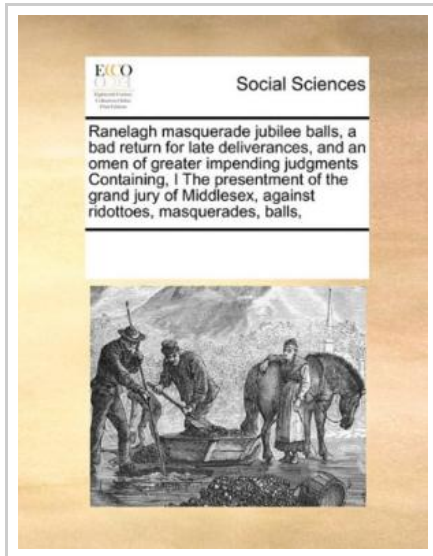 ECCO
Social Sciences
Ranelagh masquerade jubilee balls, a
bad return for late deliverances, and an
omen of greater impending judgments
Containing, I The presentment of the
grand jury of Middlesex, against
ridottoes, masquerades, balls,